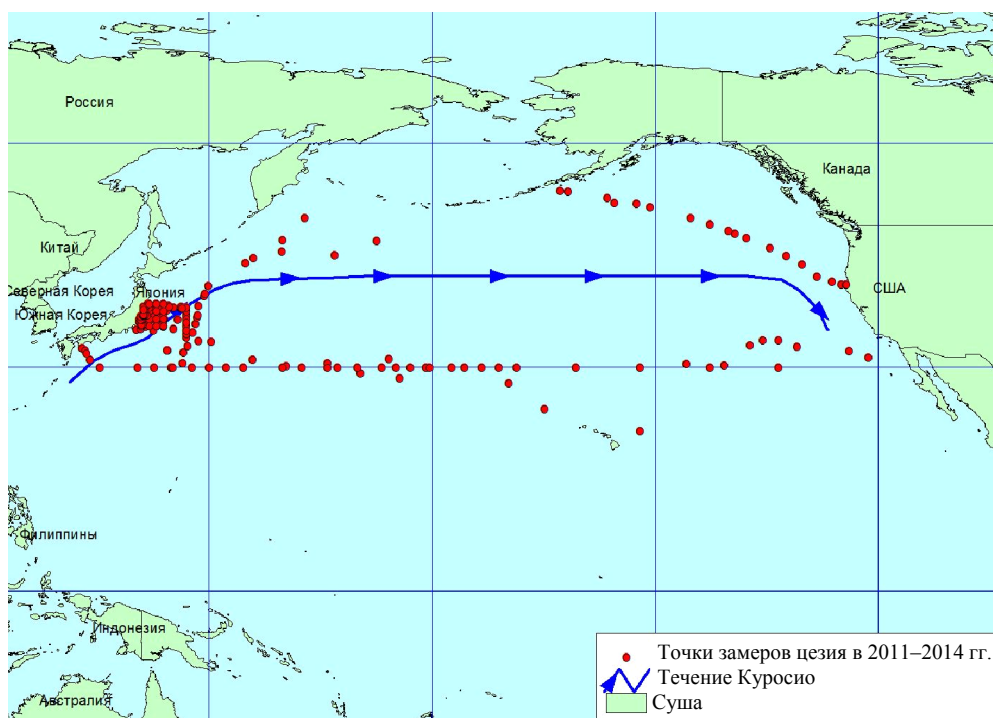 Россия
Канада
Китай
Северная Корея
Япония
США
Южная Корея
Филиппины
Индонезия
Австралия
Точки замеров цезия в 2011–2014 гг.
Течение Куросио
Суша